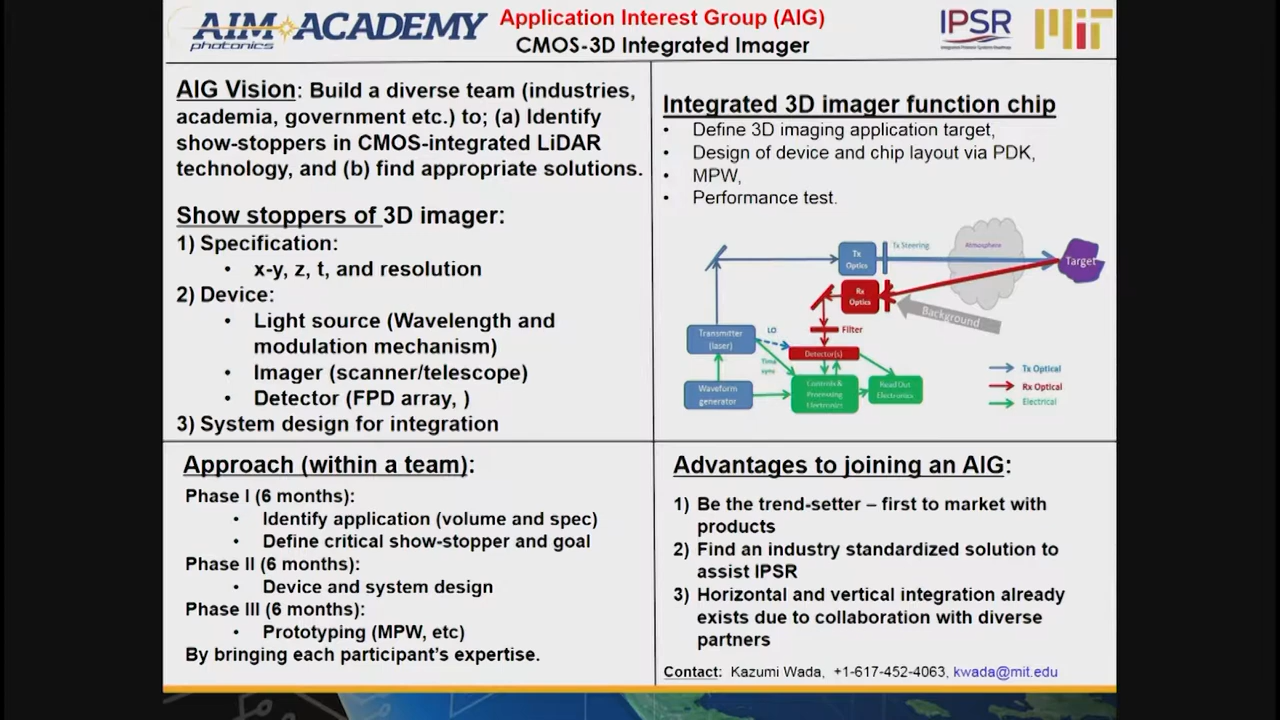 AIM ACADEMY
photonics
Application Interest Group (AIG)
CMOS-3D Integrated Imager
IPSR
MIT
AIG Vision: Build a diverse team (industries,
academia, government etc.) to; (a) Identify
show-stoppers in CMOS-integrated LiDAR
technology, and (b) find appropriate solutions.
Show stoppers of 3D imager:
1) Specification:
• x-y, z, t, and resolution
2) Device:
• Light source (Wavelength and
modulation mechanism)
• Imager (scanner/telescope)
• Detector (FPD array, )
3) System design for integration
Integrated 3D imager function chip
• Define 3D imaging application target,
• Design of device and chip layout via PDK,
• MPW,
• Performance test.
Tx
Optics
Tx Steering
Atmosphere
Target
Rx
Optics
Background
Transmitter
(laser)
LO
Filter
Detector(s)
Time
sync
Waveform
generator
Controls &
Processing
Electronics
Read Out
Electronics
Tx Optical
Rx Optical
Electrical
Approach (within a team):
Phase I (6 months):
• Identify application (volume and spec)
• Define critical show-stopper and goal
Phase II (6 months):
• Device and system design
Phase III (6 months):
• Prototyping (MPW, etc)
By bringing each participant's expertise.
Advantages to joining an AIG:
1) Be the trend-setter – first to market with
products
2) Find an industry standardized solution to
assist IPSR
3) Horizontal and vertical integration already
exists due to collaboration with diverse
partners
Contact: Kazumi Wada, +1-617-452-4063, kwada@mit.edu